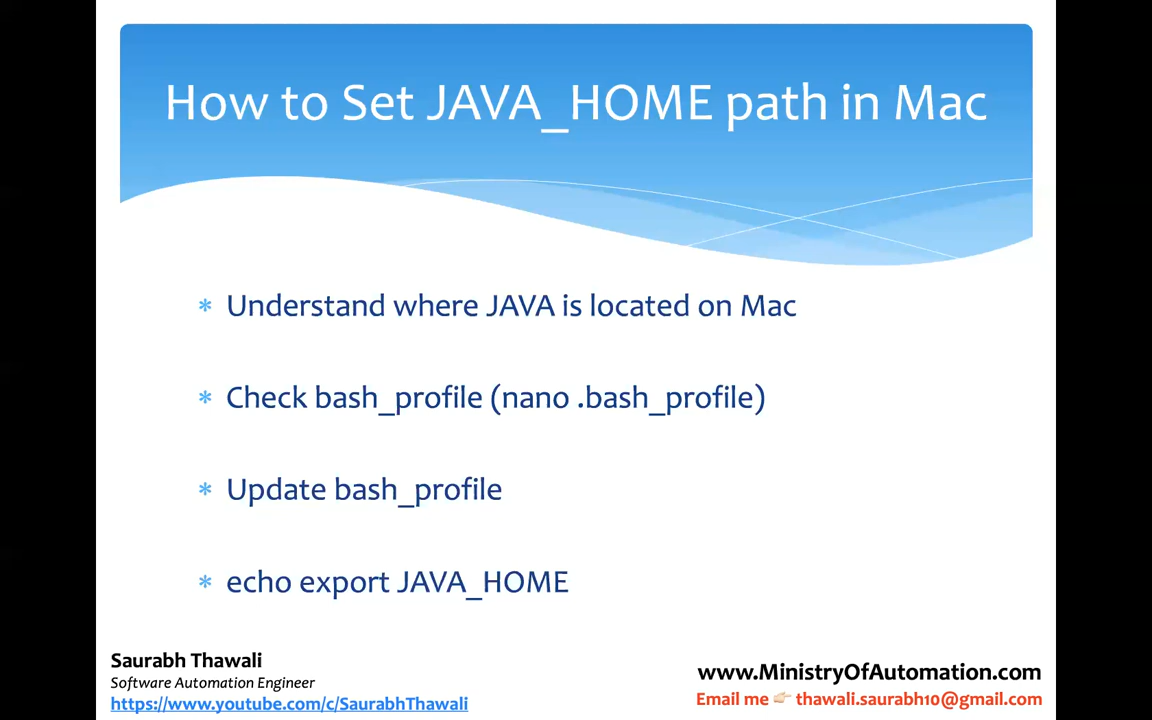 How to Set JAVA_HOME path in Mac
* Understand where JAVA is located on Mac
* Check bash_profile (nano .bash_profile)
* Update bash_profile
* echo export JAVA_HOME
Saurabh Thawali
Software Automation Engineer
https://www.youtube.com/c/SaurabhThawali
www.MinistryOfAutomation.com
Email me 👉🏻 thawali.saurabh10@gmail.com